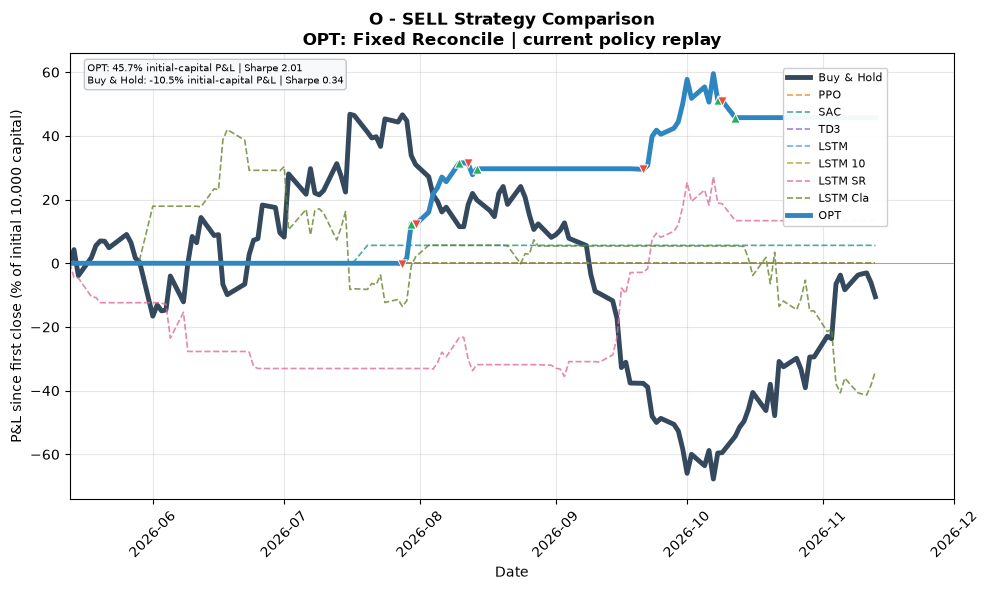 O - SELL Strategy Comparison
OPT: Fixed Reconcile | current policy replay
OPT: 45.7% initial-capital P&L | Sharpe 2.01
Buy & Hold: -10.5% initial-capital P&L | Sharpe 0.34
Buy & Hold
PPO
SAC
TD3
LSTM
LSTM 10
LSTM SR
LSTM Cla
OPT
P&L since first close (% of initial 10,000 capital)
60
40
20
0
−20
−40
−60
2026-06
2026-07
2026-08
2026-09
2026-10
2026-11
2026-12
Date